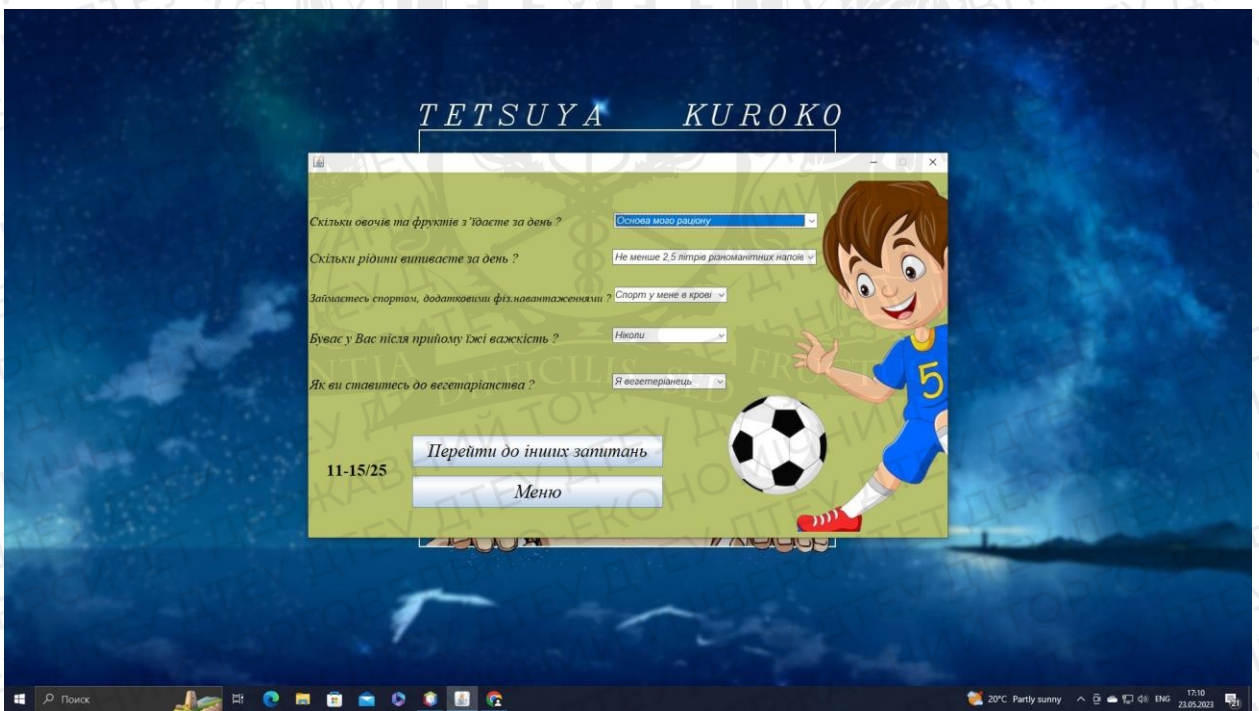 TETSUYA KUROKO
Скільки овочів та фруктів з'їдаєте за день ?
Основа мого раціону
Скільки рідини випиваєте за день ?
Не менше 2,5 літрів різноманітних напоїв
Займаєтесь спортом, додатковими фіз.навантаженнями ?
Спорт у мене в крові
Буває у Вас після прийому їжі важкість ?
Ніколи
Як ви ставитесь до вегетаріанства ?
Я вегетеріанець
5
Перейти до інших запитань
11-15/25
Меню
Поиск
20°C Partly sunny
ENG
17:10
23.05.2023